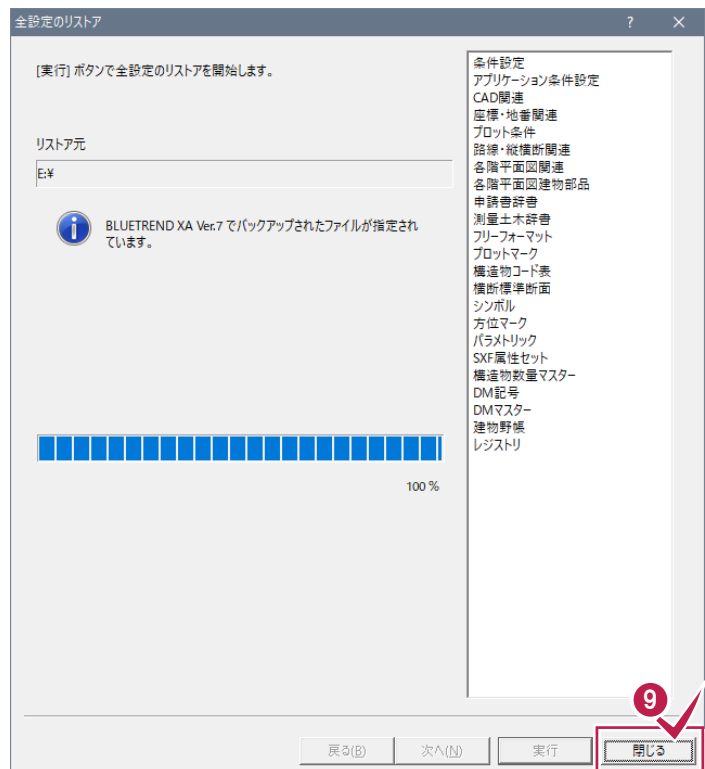 全設定のリストア
? ×
[実行] ボタンで全設定のリストアを開始します。
リストア元
E:¥
BLUETREND XA Ver.7 でバックアップされたファイルが指定され
ています。
100 %
条件設定
アプリケーション条件設定
CAD関連
座標・地番関連
プロット条件
路線・縦横断関連
各階平面図関連
各階平面図建物部品
申請書辞書
測量土木辞書
フリーフォーマット
プロットマーク
構造物コード表
横断標準断面
シンボル
方位マーク
パラメトリック
SXF属性セット
構造物数量マスター
DM記号
DMマスター
建物野帳
レジストリ
9
戻る(B)
次へ(N)
実行
閉じる